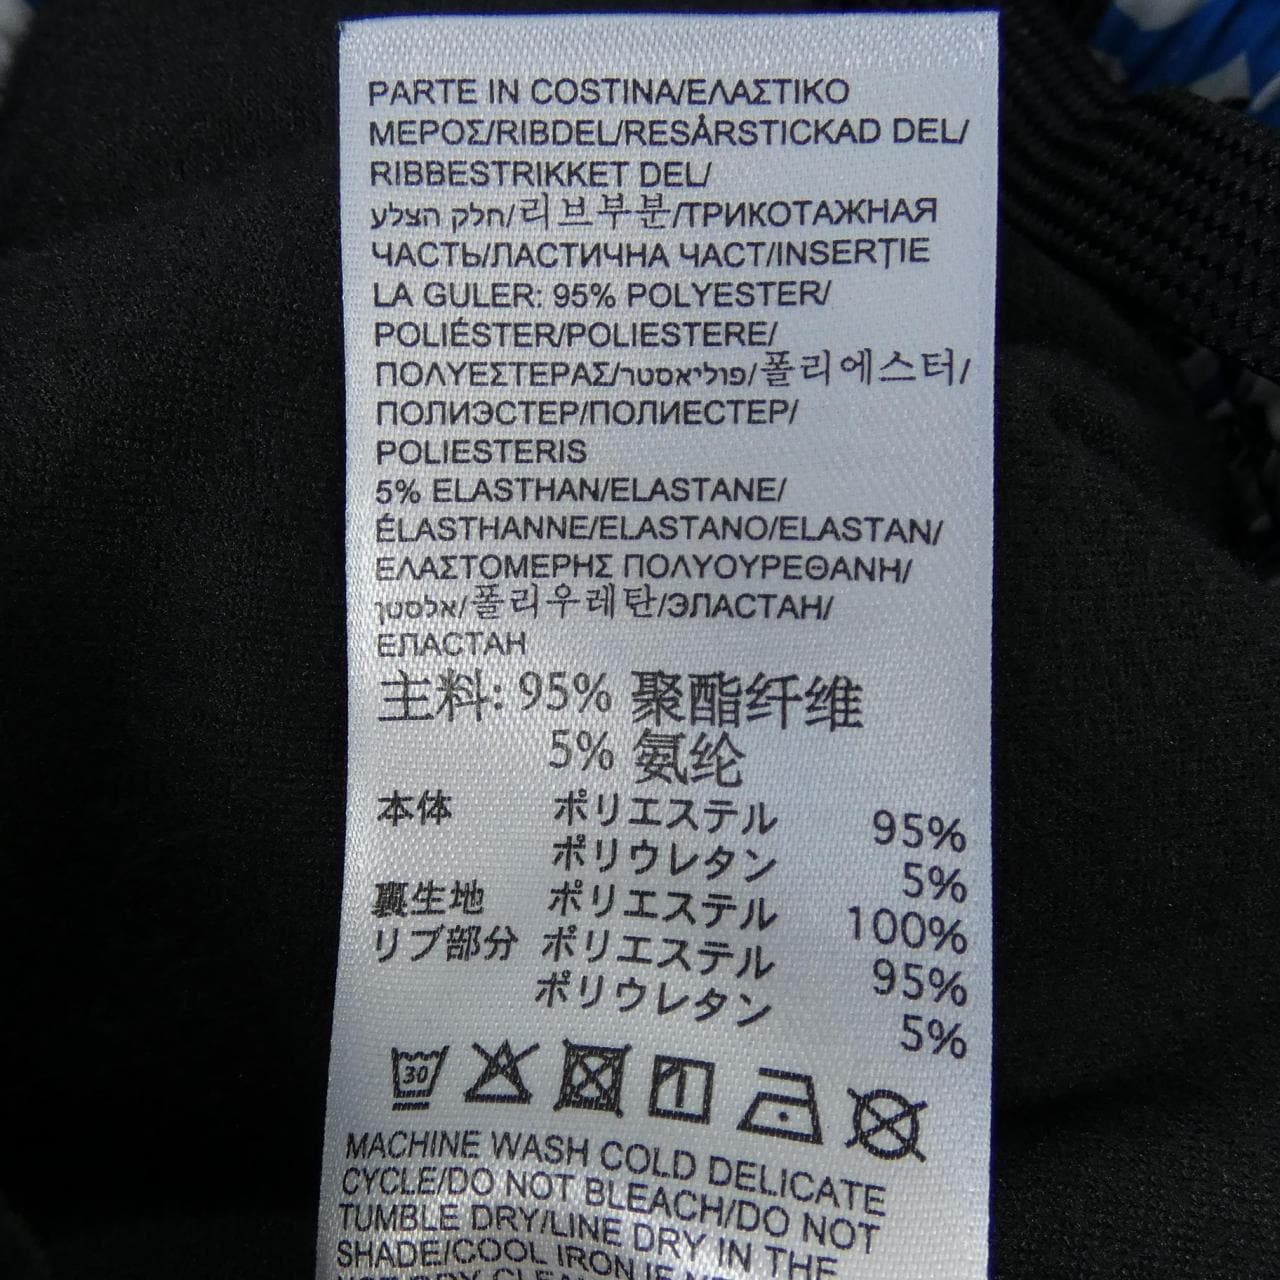 PARTE IN COSTINA/ΕΛΑΣΤΙΚΟ
ΜΕΡΟΣ/RIBDEL/RESÅRSTICKAD DEL/
RIBBESTRIKKET DEL/
חלק הצלע/리브부분/ТРИКОТАЖНАЯ
ЧАСТЬ/ЛАСТИЧНА ЧАСТ/INSERȚIE
LA GULER: 95% POLYESTER/
POLIÉSTER/POLIESTERE/
ΠΟΛΥΕΣΤΕΡΑΣ/פוליאסטר/폴리에스터/
ПОЛИЭСТЕР/ПОЛИЕСТЕР/
POLIESTERIS
5% ELASTHAN/ELASTANE/
ÉLASTHANNE/ELASTANO/ELASTAN/
ΕΛΑΣΤΟΜΕΡΗΣ ΠΟΛΥΟΥΡΕΘΑΝΗ/
אלסטן/폴리우레탄/ЭЛАСТАН/
ЕЛАСТАН
主料: 95% 聚酯纤维
5% 氨纶
本体 ポリエステル 95%
ポリウレタン 5%
裏生地 ポリエステル 100%
リブ部分 ポリエステル 95%
ポリウレタン 5%
30
MACHINE WASH COLD DELICATE
CYCLE/DO NOT BLEACH/DO NOT
TUMBLE DRY/LINE DRY IN THE
SHADE/COOL IRON IF